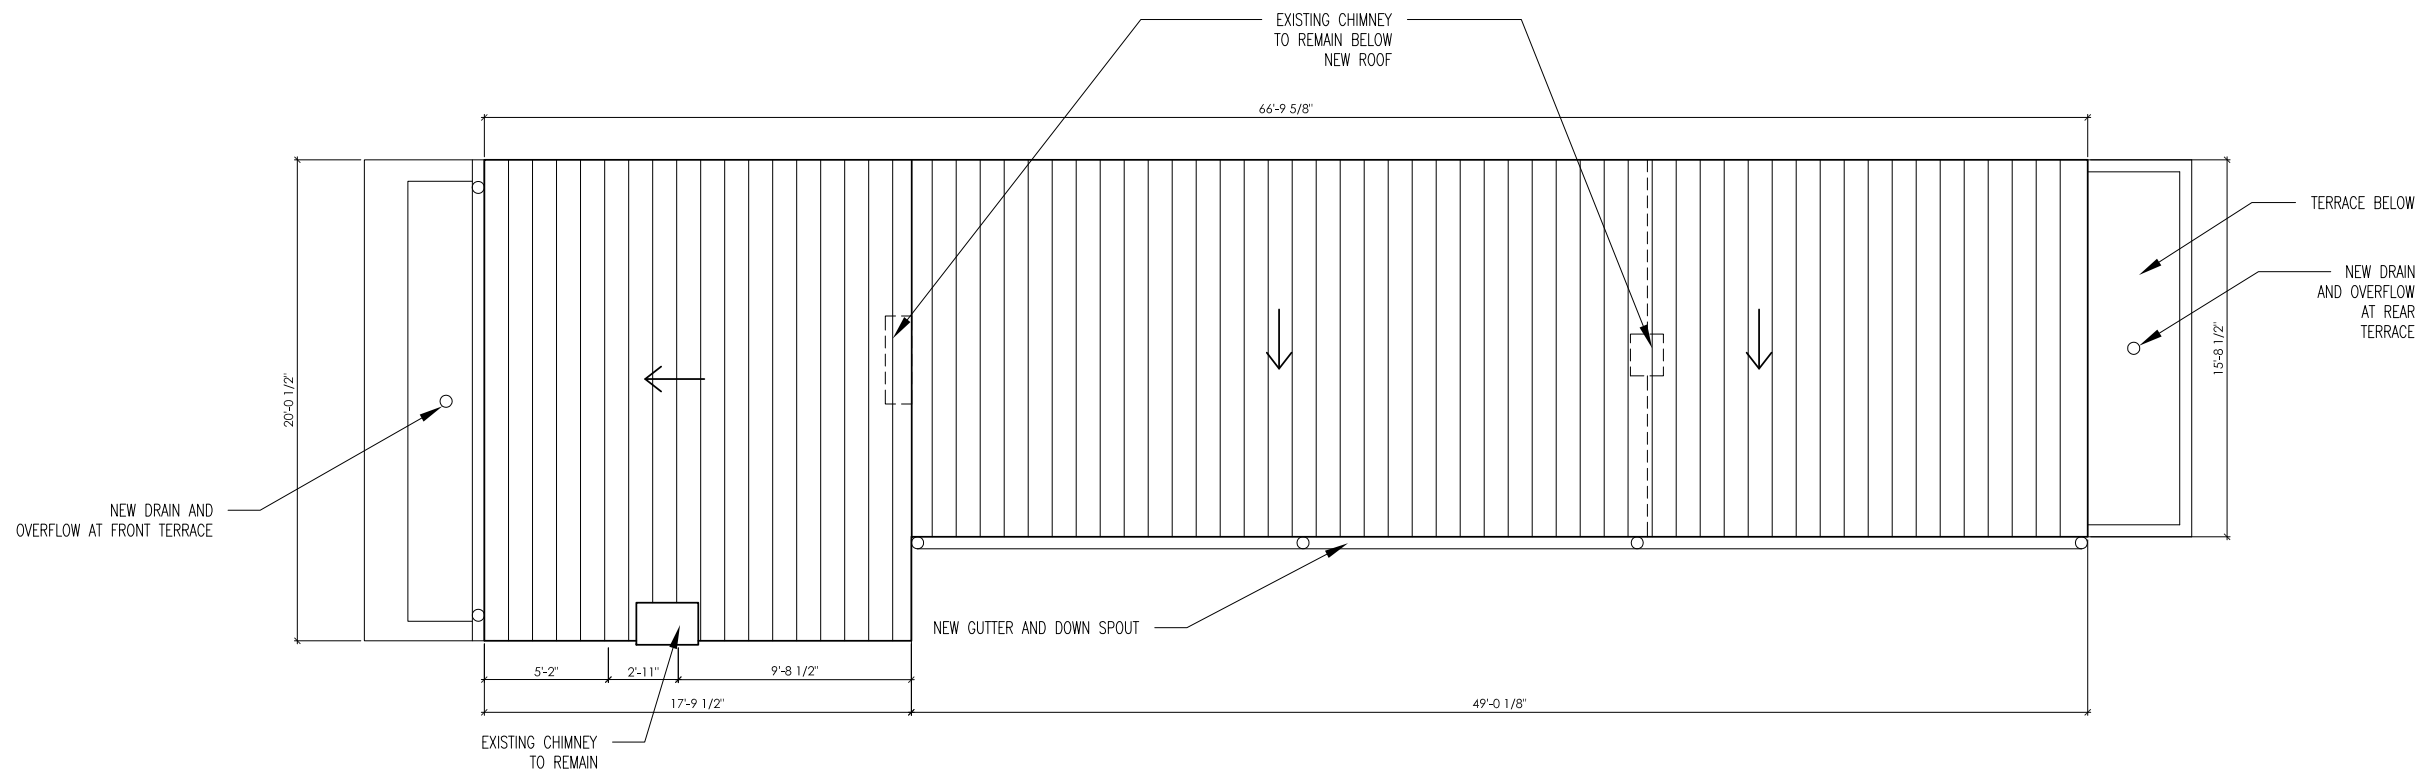 EXISTING CHIMNEY
TO REMAIN BELOW
NEW ROOF
66'-9 5/8"
TERRACE BELOW
NEW DRAIN
AND OVERFLOW
AT REAR
TERRACE
15'-8 1/2"
20'-0 1/2"
NEW DRAIN AND
OVERFLOW AT FRONT TERRACE
NEW GUTTER AND DOWN SPOUT
5'-2"
2'-11"
9'-8 1/2"
17'-9 1/2"
49'-0 1/8"
EXISTING CHIMNEY
TO REMAIN